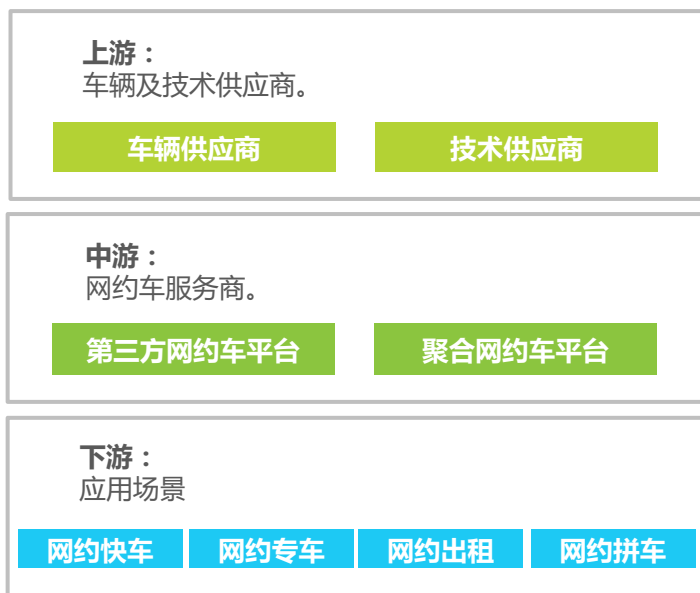 上游：
车辆及技术供应商。
车辆供应商 技术供应商
中游：
网约车服务商。
第三方网约车平台 聚合网约车平台
下游：
应用场景
网约快车 网约专车 网约出租 网约拼车